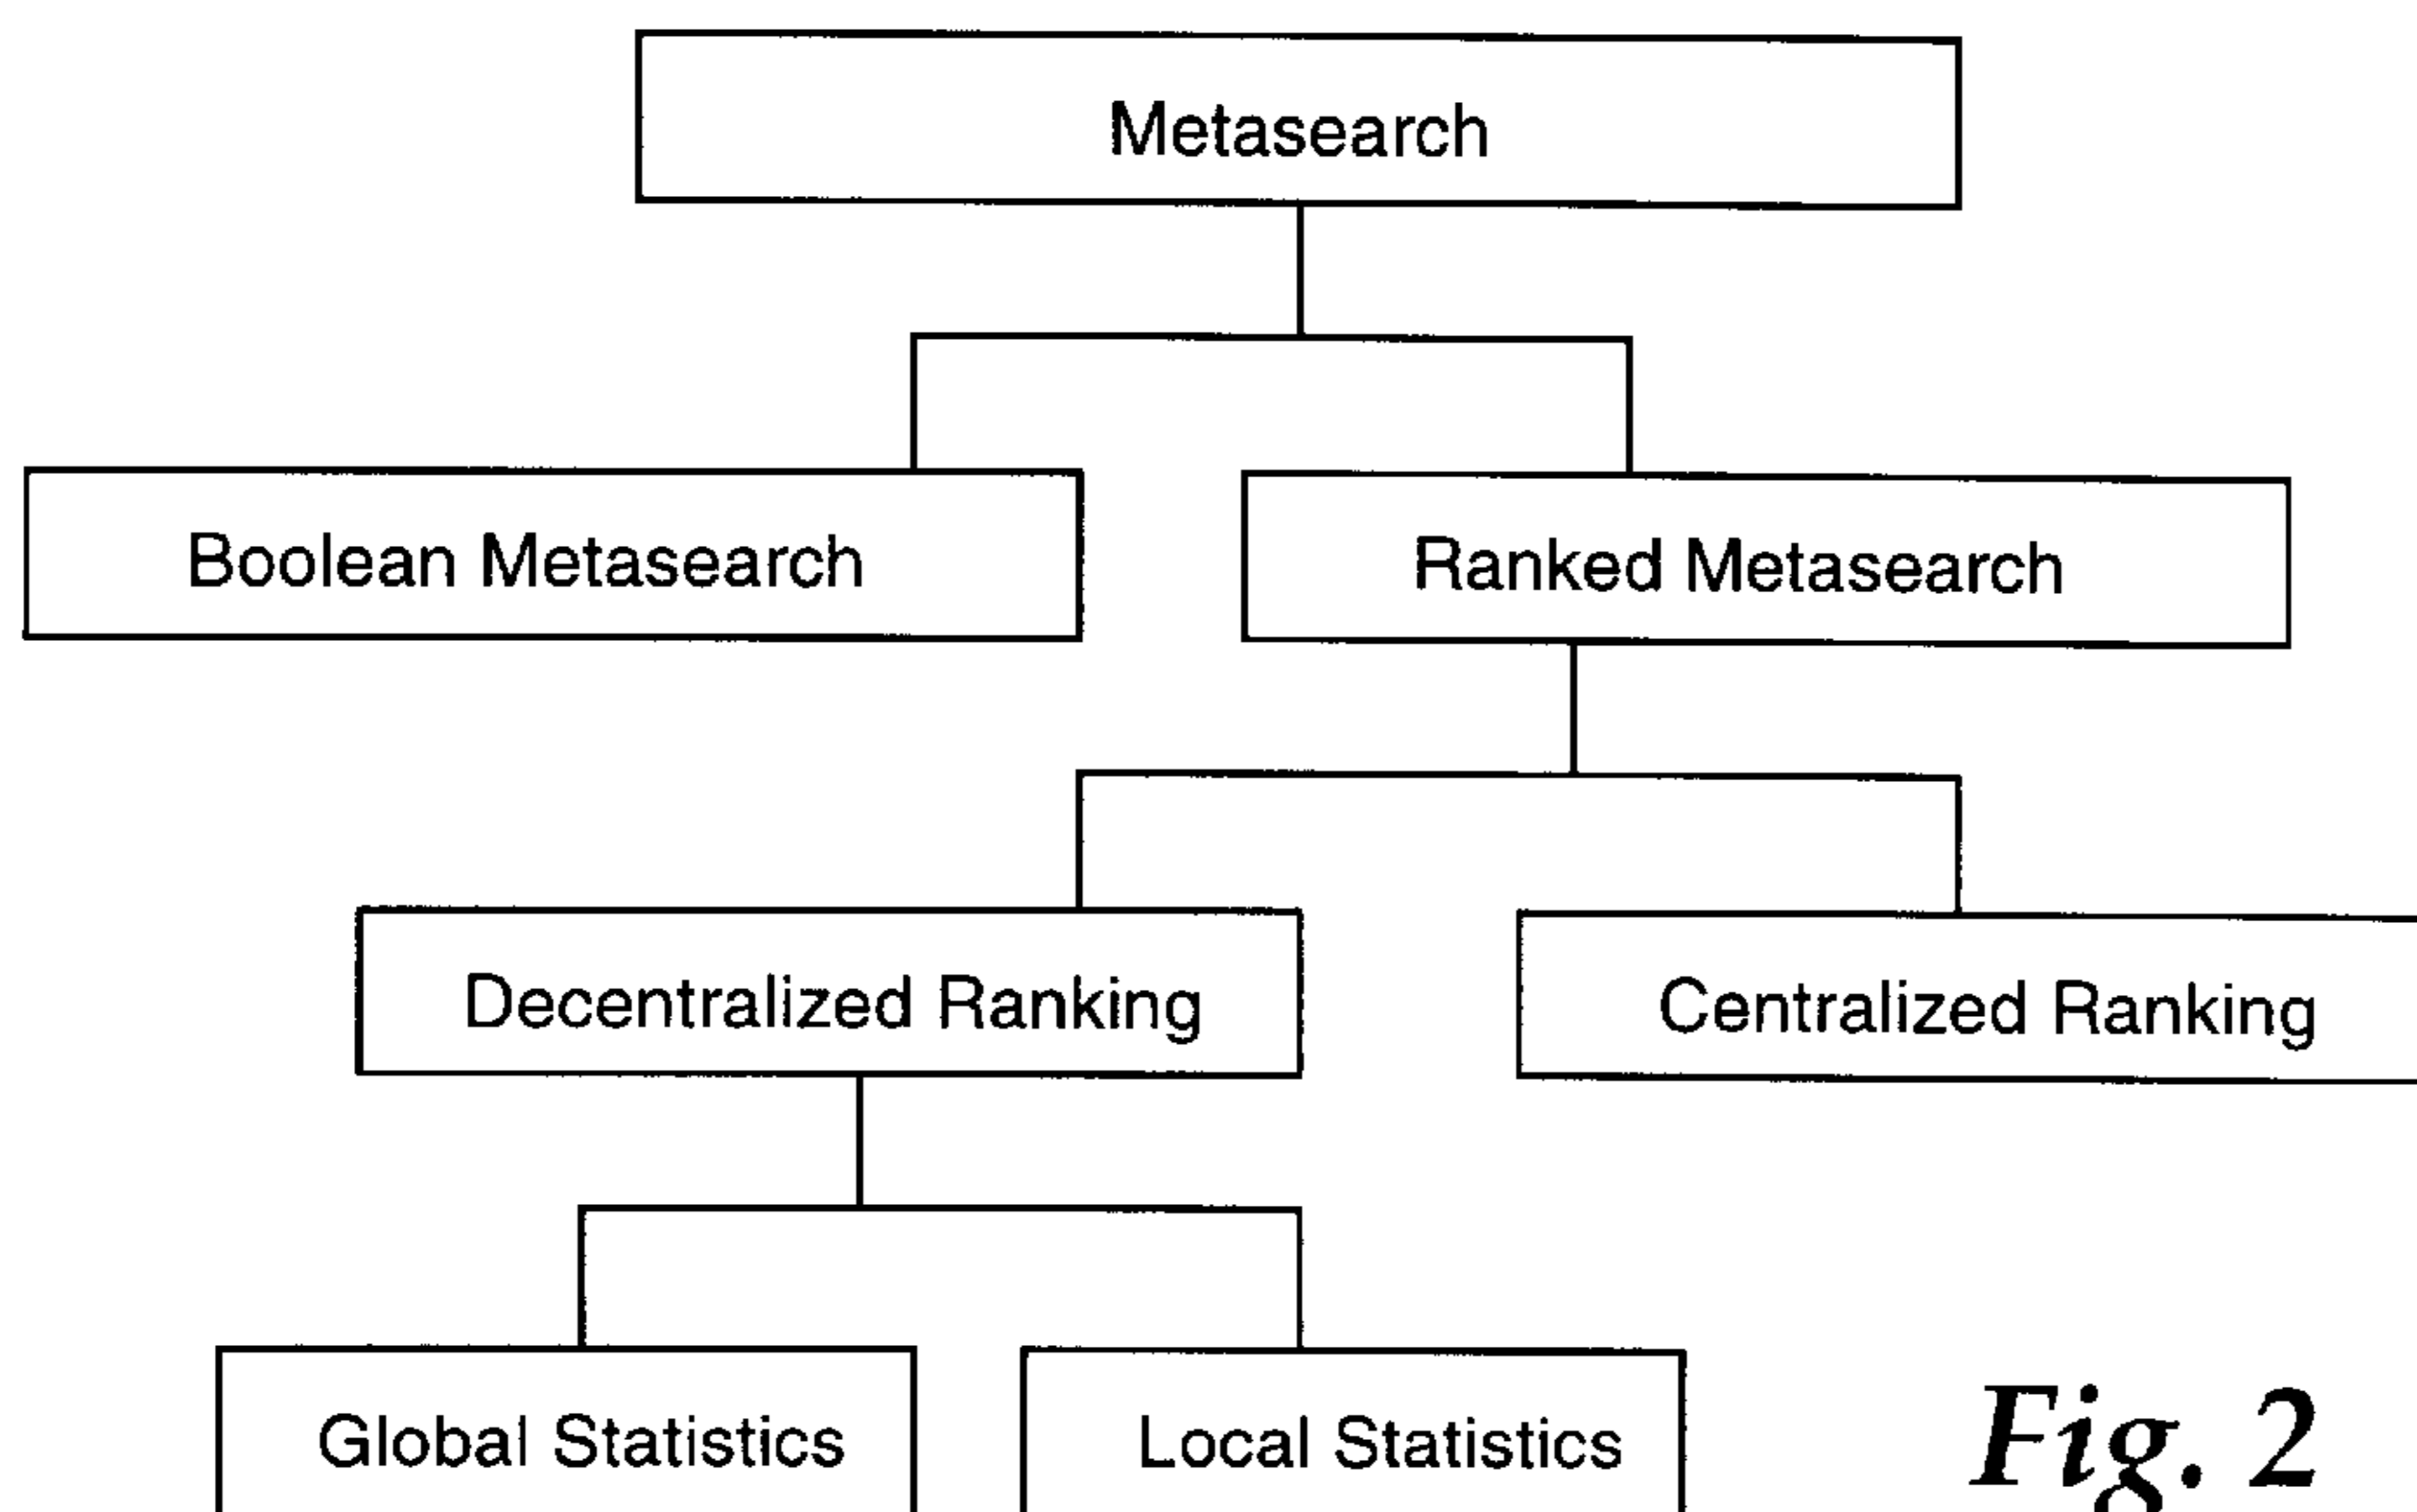 Metasearch
Boolean Metasearch
Ranked Metasearch
Decentralized Ranking
Centralized Ranking
Global Statistics
Local Statistics
Fig. 2